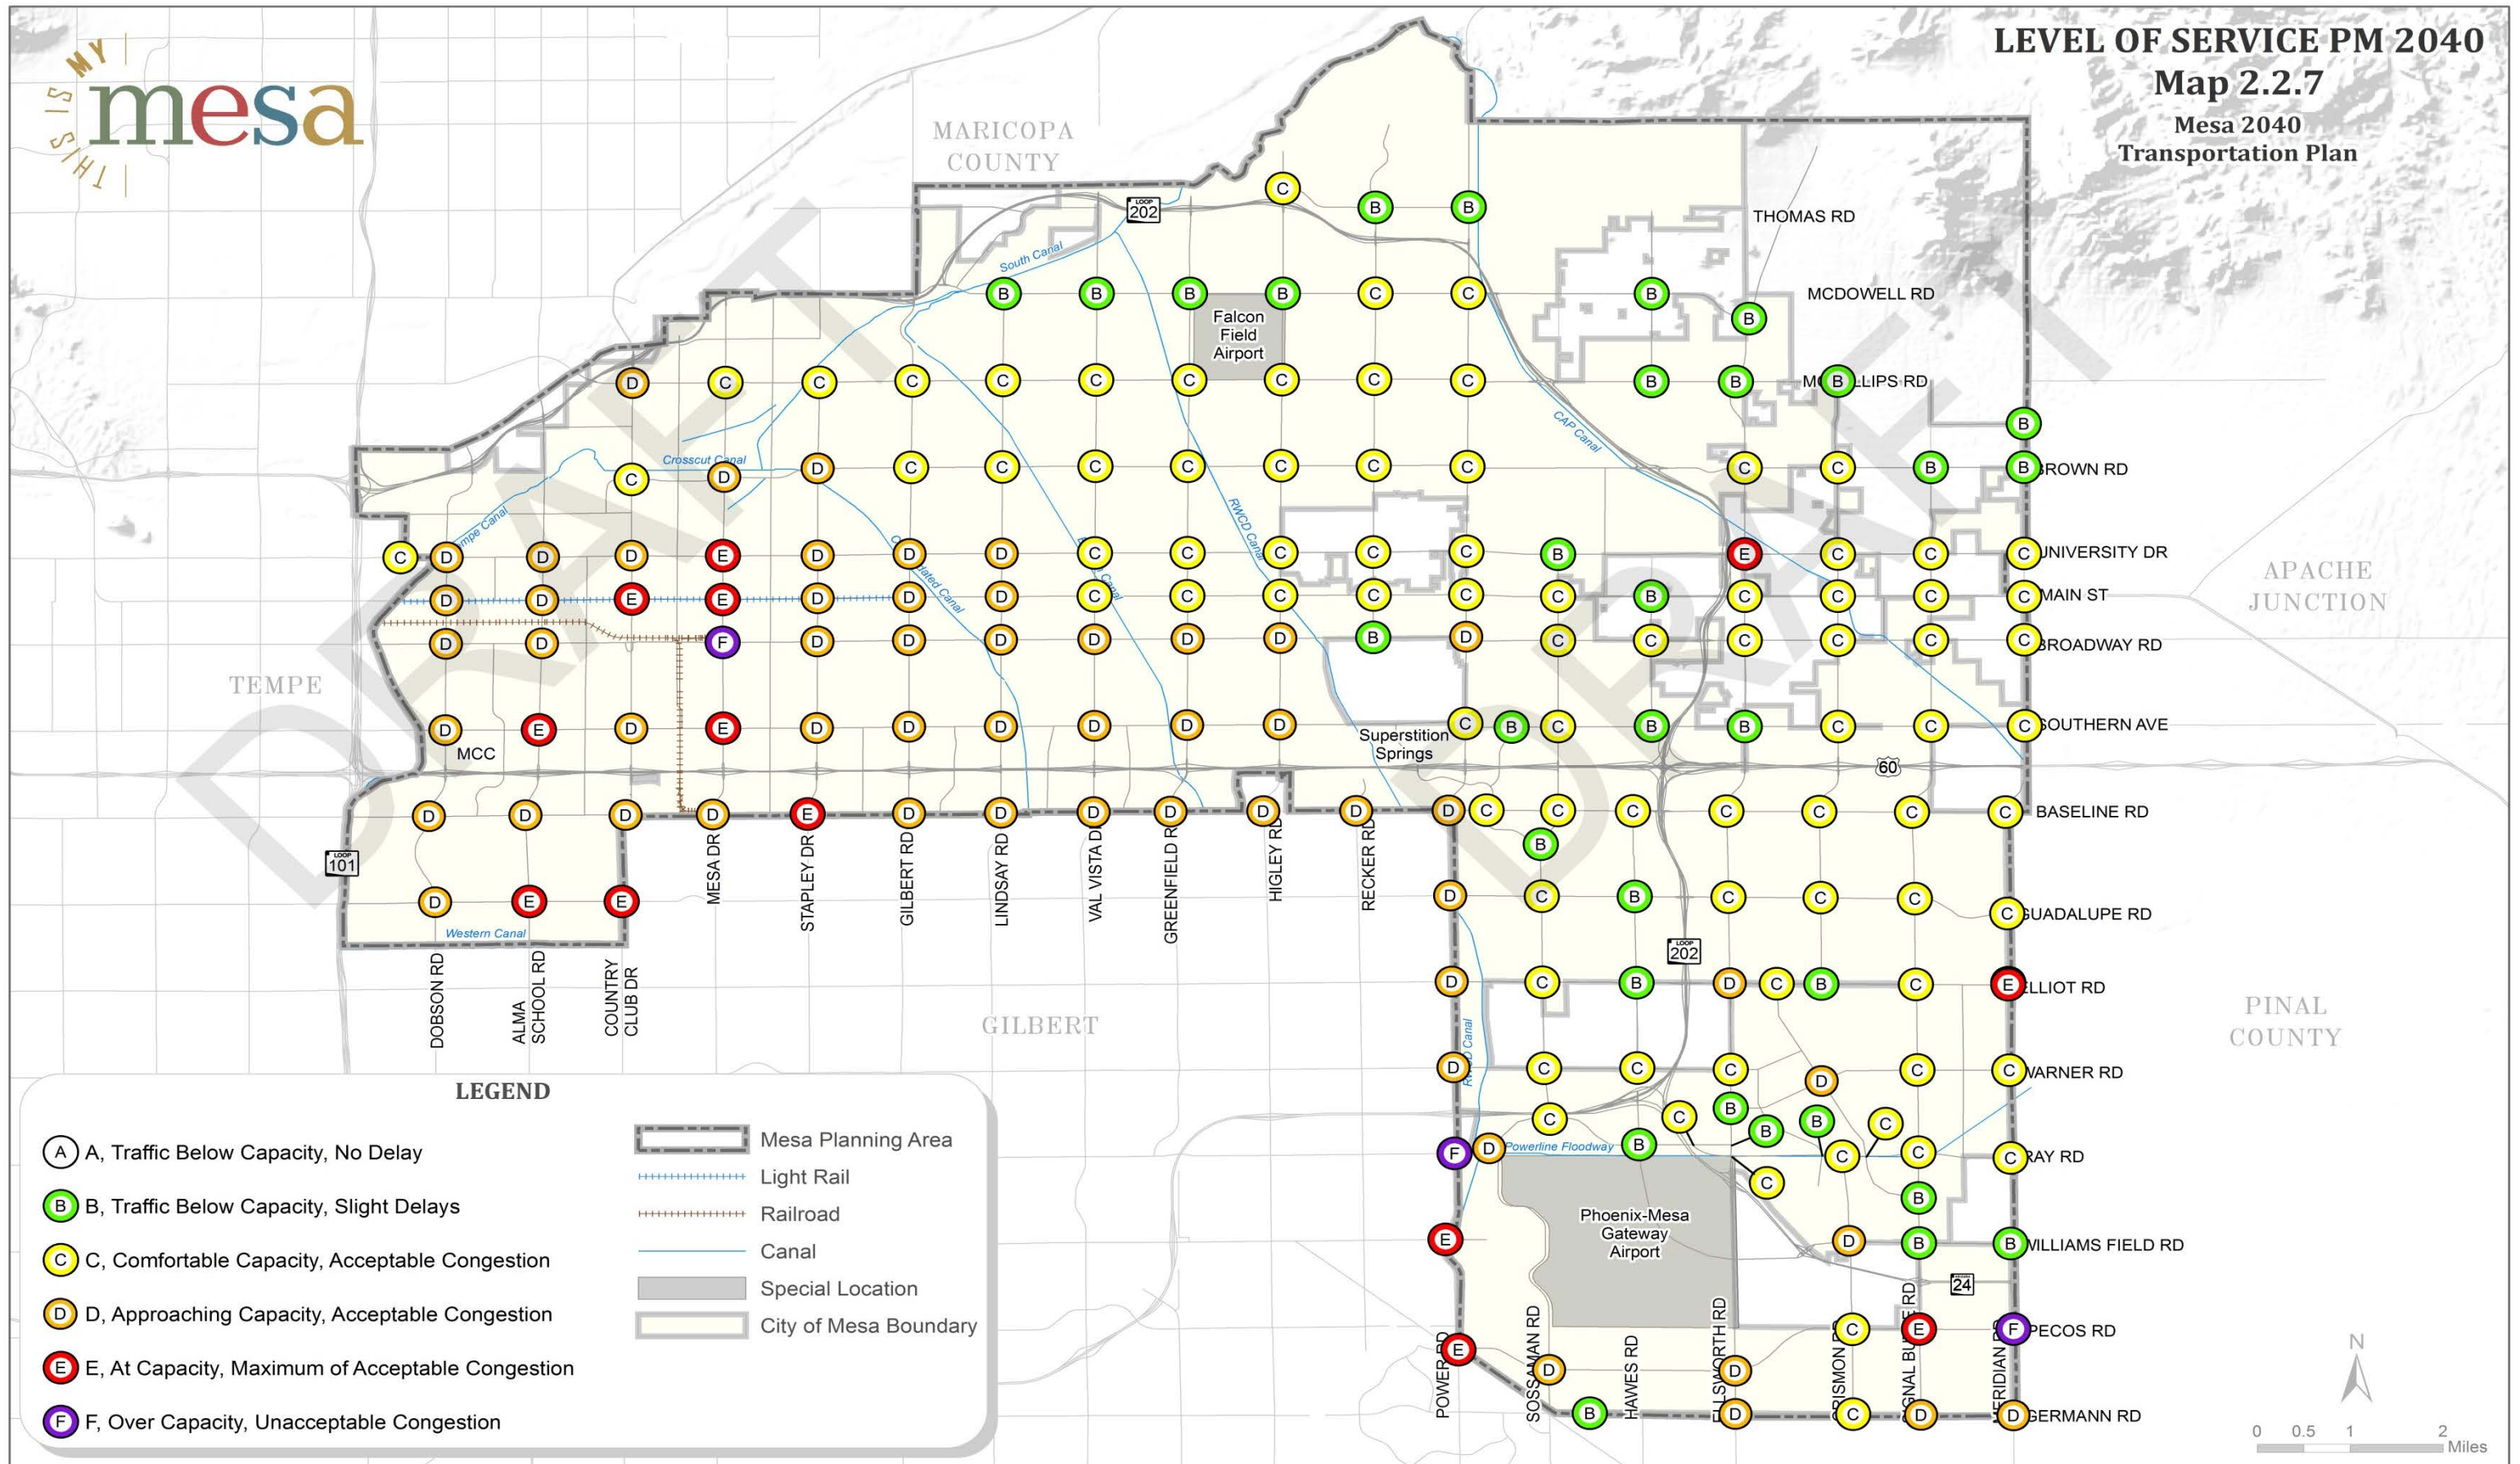 THIS IS MY
mesa
LEVEL OF SERVICE PM 2040
Map 2.2.7
Mesa 2040
Transportation Plan
MARICOPA
COUNTY
LOOP
202
C
B
B
THOMAS RD
South Canal
B
B
B
B
C
C
B
MCDOWELL RD
B
Falcon
Field
Airport
D
C
C
C
C
C
C
C
C
C
B
B
B
LLIPS RD
CAP Canal
B
Crosscut Canal
C
D
D
C
C
C
C
C
C
C
C
C
B
B
BROWN RD
RWCD Canal
C
D
D
D
E
D
D
D
C
C
C
C
C
B
E
C
C
C
UNIVERSITY DR
D
D
E
E
D
D
D
C
C
C
C
C
C
B
C
C
C
C
MAIN ST
APACHE
JUNCTION
D
D
F
D
D
D
D
D
D
B
D
C
C
C
C
C
C
BROADWAY RD
TEMPE
D
E
D
E
D
D
D
D
D
D
C
B
C
B
B
C
C
C
SOUTHERN AVE
MCC
Superstition
Springs
60
D
D
D
D
E
D
D
D
D
D
D
D
C
C
C
C
C
C
C
BASELINE RD
B
LOOP
101
MESA DR
STAPLEY DR
GILBERT RD
LINDSAY RD
GREENFIELD R
HIGLEY RD
RECKER RD
D
E
E
D
C
B
C
C
C
C
GUADALUPE RD
Western Canal
LOOP
202
DOBSON RD
ALMA
SCHOOL RD
COUNTRY
CLUB DR
D
C
B
D
C
B
C
E
ELLIOT RD
GILBERT
PINAL
COUNTY
D
C
C
C
D
C
C
WARNER RD
C
C
B
B
B
C
F
D
Powerline Floodway
B
C
C
C
RAY RD
C
B
Phoenix-Mesa
Gateway
Airport
E
D
B
B
WILLIAMS FIELD RD
24
C
E
F
PECOS RD
E
D
D
SOSSAMAN RD
HAWES RD
ELLSWORTH RD
B
D
C
D
D
GERMANN RD
LEGEND
A A, Traffic Below Capacity, No Delay
B B, Traffic Below Capacity, Slight Delays
C C, Comfortable Capacity, Acceptable Congestion
D D, Approaching Capacity, Acceptable Congestion
E E, At Capacity, Maximum of Acceptable Congestion
F F, Over Capacity, Unacceptable Congestion
Mesa Planning Area
Light Rail
Railroad
Canal
Special Location
City of Mesa Boundary
N
0 0.5 1 2
Miles
DRAFT
DRAFT